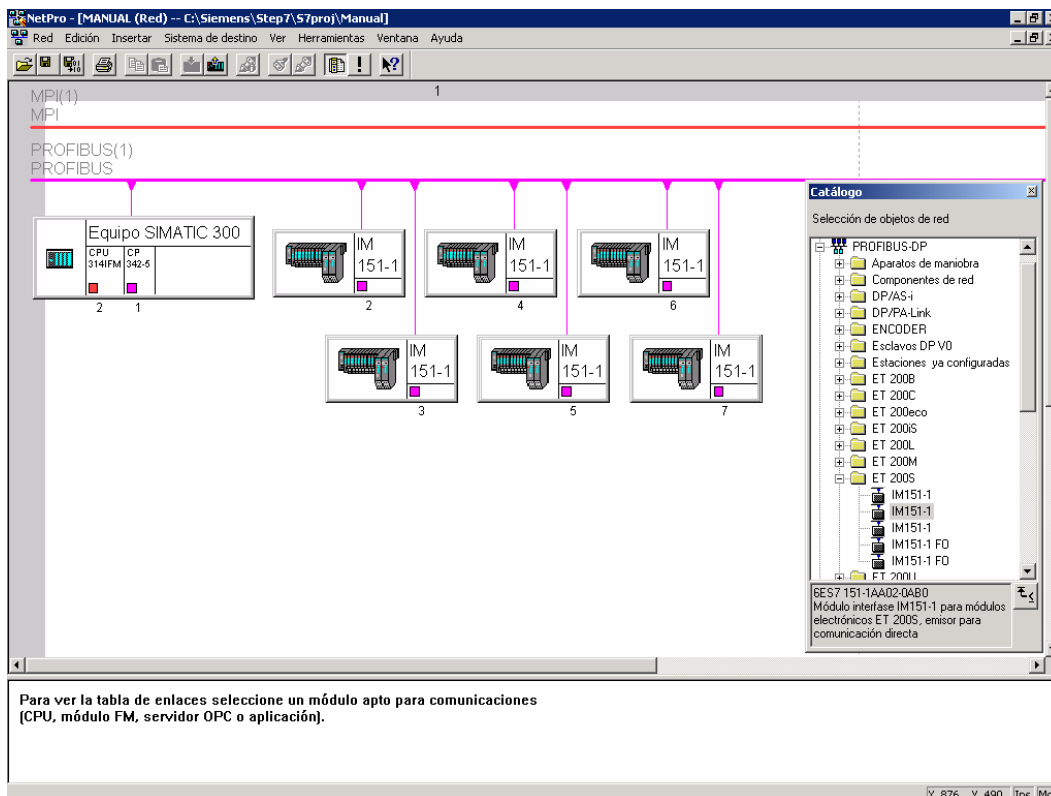 NetPro - [MANUAL (Red) -- C:\Siemens\Step7\S7proj\Manual]
Red Edición Insertar Sistema de destino Ver Herramientas Ventana Ayuda
1
MPI(1)
MPI
PROFIBUS(1)
PROFIBUS
Equipo SIMATIC 300
CPU
314IFM
CP
342-5
2
1
IM
151-1
2
IM
151-1
4
IM
151-1
6
IM
151-1
3
IM
151-1
5
IM
151-1
7
Catálogo
Selección de objetos de red
PROFIBUS-DP
Aparatos de maniobra
Componentes de red
DP/AS-i
DP/PA-Link
ENCODER
Esclavos DP V0
Estaciones ya configuradas
ET 200B
ET 200C
ET 200eco
ET 200iS
ET 200L
ET 200M
ET 200S
IM151-1
IM151-1
IM151-1
IM151-1 FO
IM151-1 FO
ET 200U
6ES7 151-1AA02-0AB0
Módulo interfase IM151-1 para módulos
electrónicos ET 200S, emisor para
comunicación directa
Para ver la tabla de enlaces seleccione un módulo apto para comunicaciones
(CPU, módulo FM, servidor OPC o aplicación).
X 876 Y 490 Ins